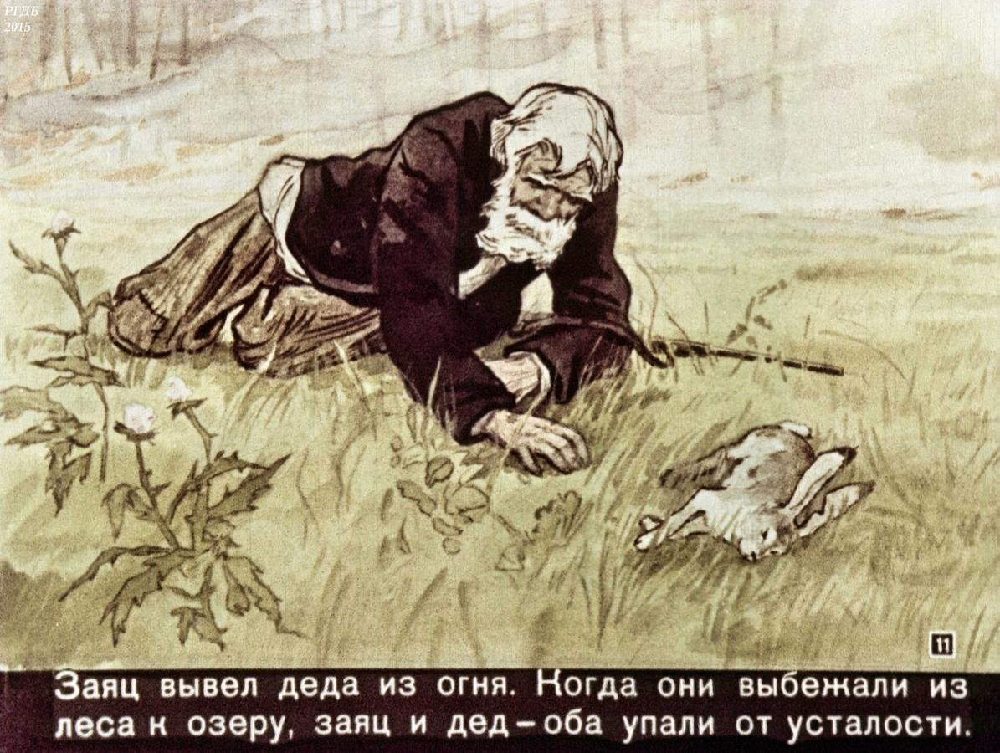 РГДБ
2015
11
Заяц вывел деда из огня. Когда они выбежали из
леса к озеру, заяц и дед – оба упали от усталости.